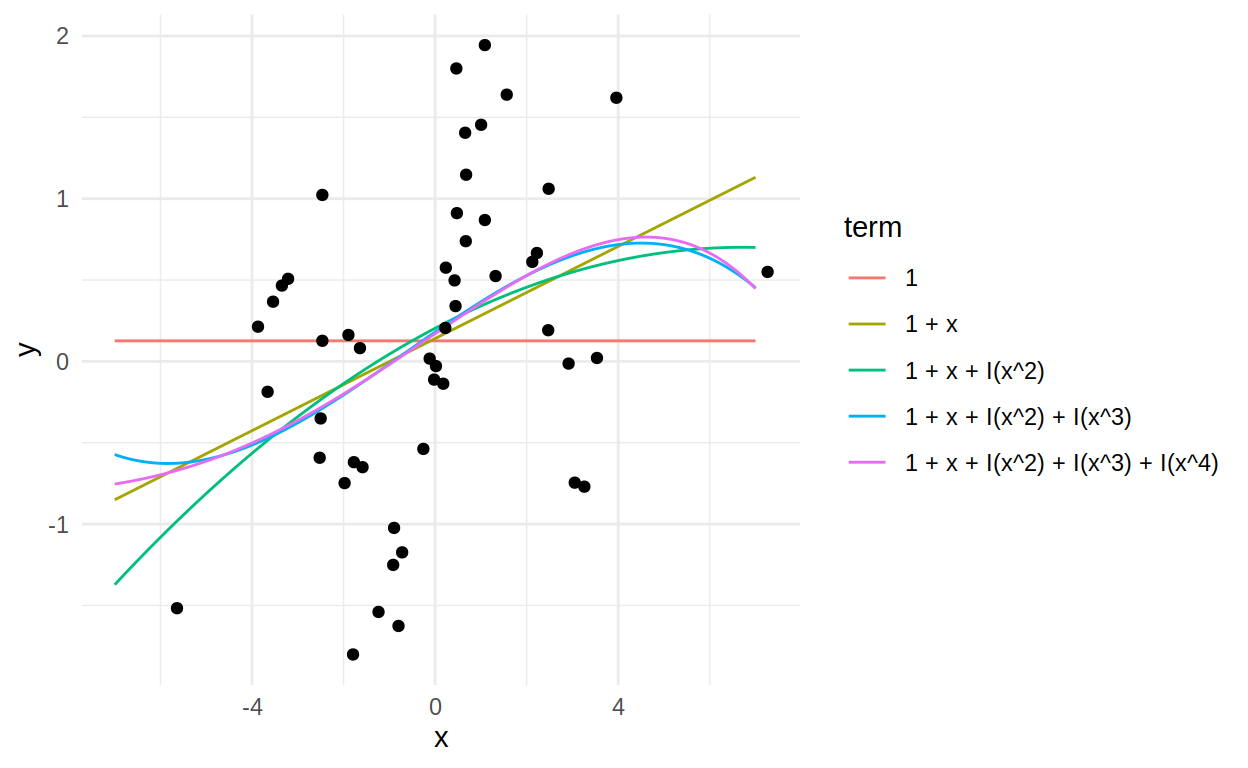 2
1
0
-1
y
-4
0
4
x
term
1
1 + x
1 + x + I(x^2)
1 + x + I(x^2) + I(x^3)
1 + x + I(x^2) + I(x^3) + I(x^4)